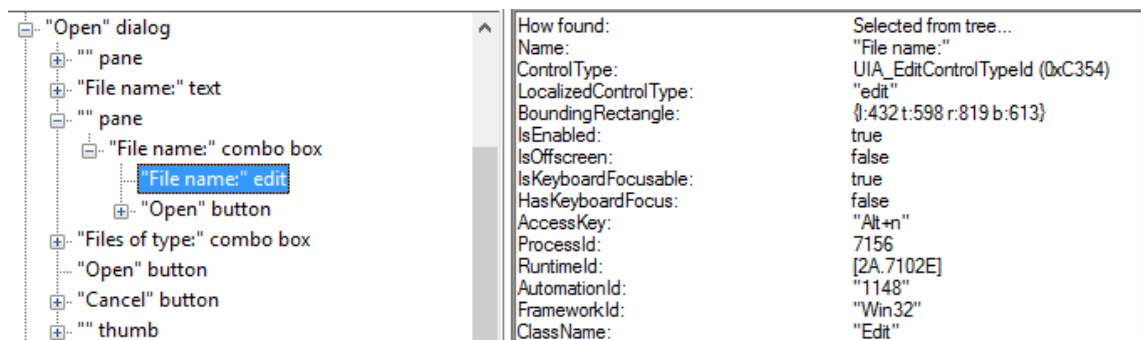 "Open" dialog
"" pane
"File name:" text
"" pane
"File name:" combo box
"File name:" edit
"Open" button
"Files of type:" combo box
"Open" button
"Cancel" button
"" thumb
How found: Selected from tree...
Name: "File name:"
ControlType: UIA_EditControlTypeId (0xC354)
LocalizedControlType: "edit"
BoundingRectangle: {l:432 t:598 r:819 b:613}
IsEnabled: true
IsOffscreen: false
IsKeyboardFocusable: true
HasKeyboardFocus: false
AccessKey: "Alt+n"
ProcessId: 7156
RuntimeId: [2A.7102E]
AutomationId: "1148"
FrameworkId: "Win32"
ClassName: "Edit"